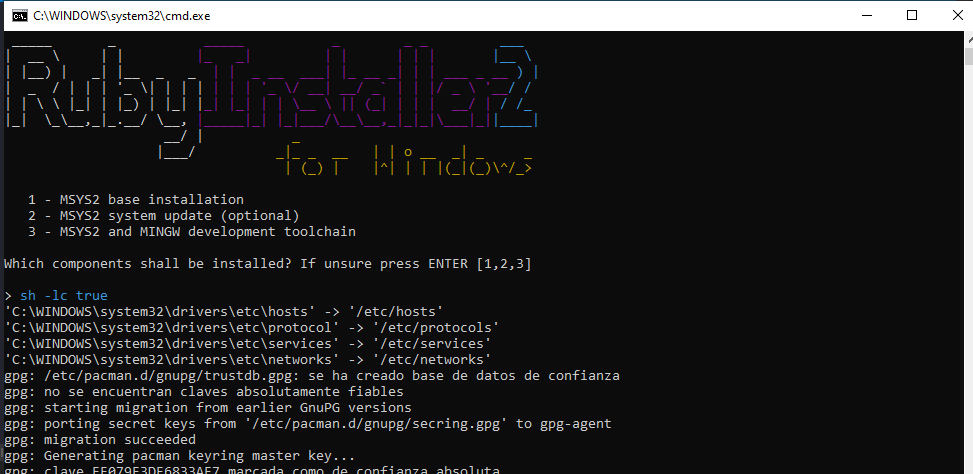 C:\WINDOWS\system32\cmd.exe
RubyInstaller2
for Windows
1 - MSYS2 base installation
2 - MSYS2 system update (optional)
3 - MSYS2 and MINGW development toolchain
Which components shall be installed? If unsure press ENTER [1,2,3]
> sh -lc true
'C:\WINDOWS\system32\drivers\etc\hosts' -> '/etc/hosts'
'C:\WINDOWS\system32\drivers\etc\protocol' -> '/etc/protocols'
'C:\WINDOWS\system32\drivers\etc\services' -> '/etc/services'
'C:\WINDOWS\system32\drivers\etc\networks' -> '/etc/networks'
gpg: /etc/pacman.d/gnupg/trustdb.gpg: se ha creado base de datos de confianza
gpg: no se encuentran claves absolutamente fiables
gpg: starting migration from earlier GnuPG versions
gpg: porting secret keys from '/etc/pacman.d/gnupg/secring.gpg' to gpg-agent
gpg: migration succeeded
gpg: Generating pacman keyring master key...
gpg: clave marcada como de confianza absoluta